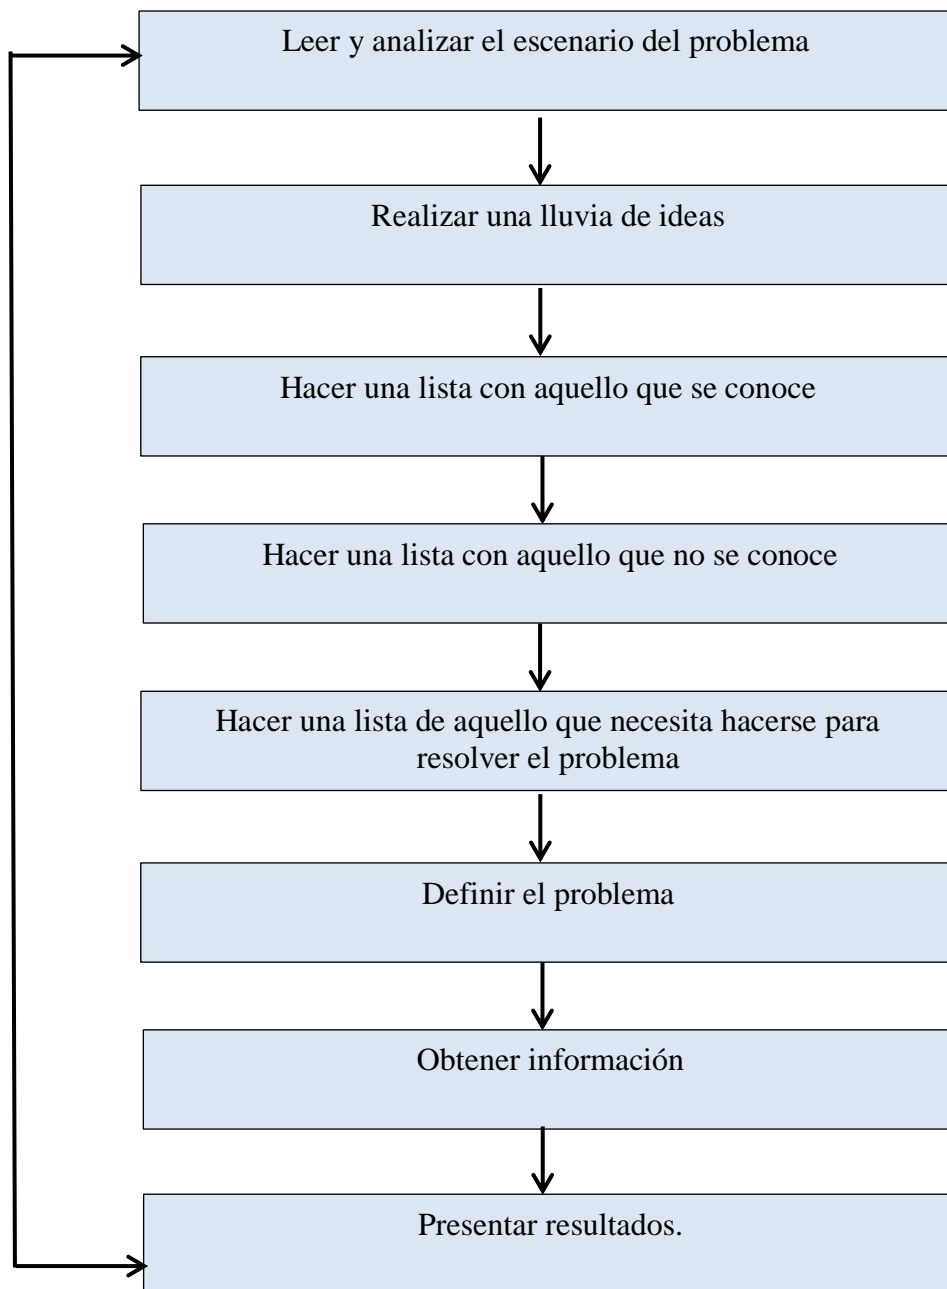 Leer y analizar el escenario del problema
Realizar una lluvia de ideas
Hacer una lista con aquello que se conoce
Hacer una lista con aquello que no se conoce
Hacer una lista de aquello que necesita hacerse para
resolver el problema
Definir el problema
Obtener información
Presentar resultados.